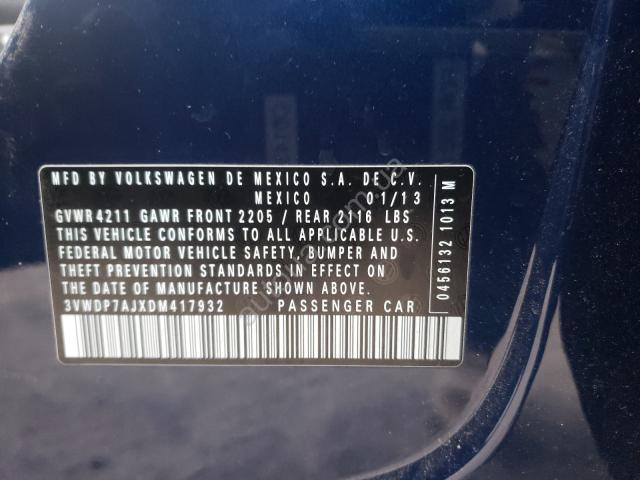 MFD BY VOLKSWAGEN DE MEXICO S.A. DE C.V.
MEXICO 01/13
GVWR 4211 GAWR FRONT 2205 / REAR 2116 LBS
THIS VEHICLE CONFORMS TO ALL APPLICABLE U.S.
FEDERAL MOTOR VEHICLE SAFETY, BUMPER AND
THEFT PREVENTION STANDARDS IN EFFECT ON
THE DATE OF MANUFACTURE SHOWN ABOVE.
3VWDP7AJXDM417932 PASSENGER CAR
0456132 1013 M